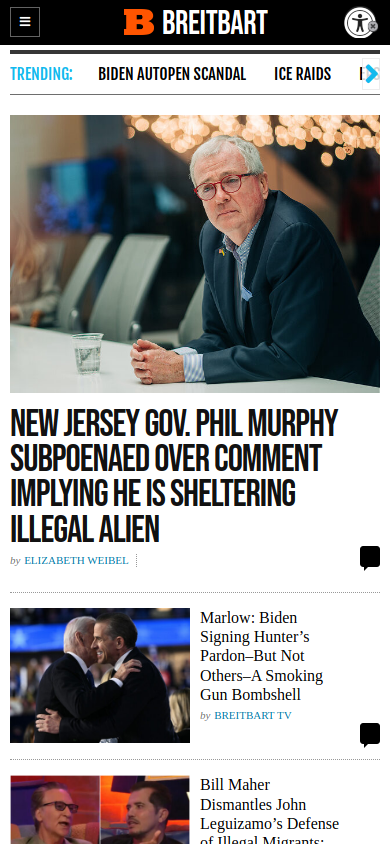 BREITBART
TRENDING:
BIDEN AUTOPEN SCANDAL
ICE RAIDS
NEW JERSEY GOV. PHIL MURPHY
SUBPOENAED OVER COMMENT
IMPLYING HE IS SHELTERING
ILLEGAL ALIEN
by ELIZABETH WEIBEL
Marlow: Biden
Signing Hunter’s
Pardon–But Not
Others–A Smoking
Gun Bombshell
by BREITBART TV
Bill Maher
Dismantles John
Leguizamo’s Defense
of Illegal Migrants: